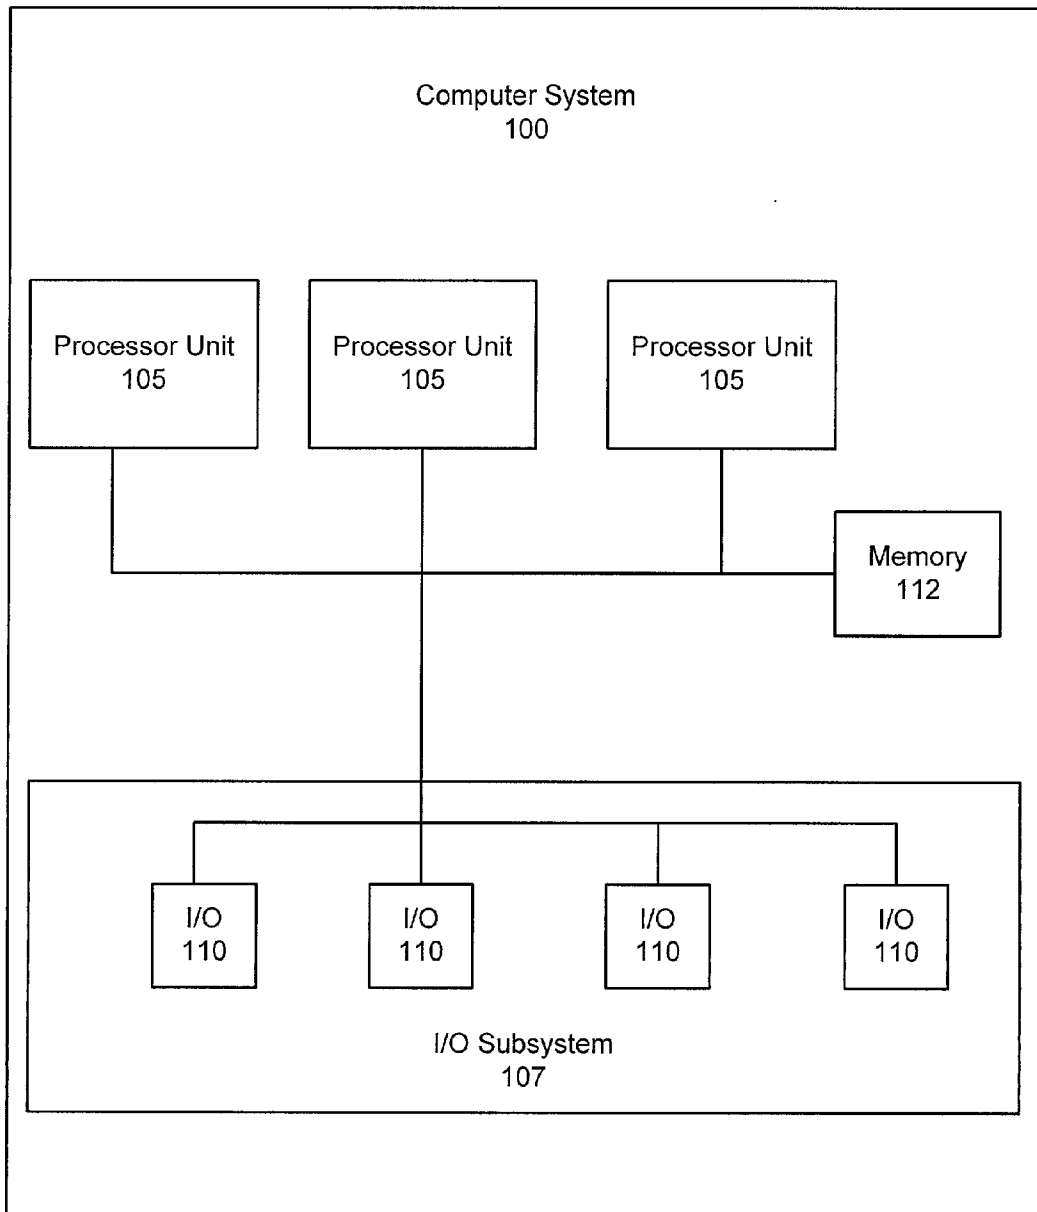 Computer System
100
Processor Unit
105
Processor Unit
105
Processor Unit
105
Memory
112
I/O
110
I/O
110
I/O
110
I/O
110
I/O Subsystem
107